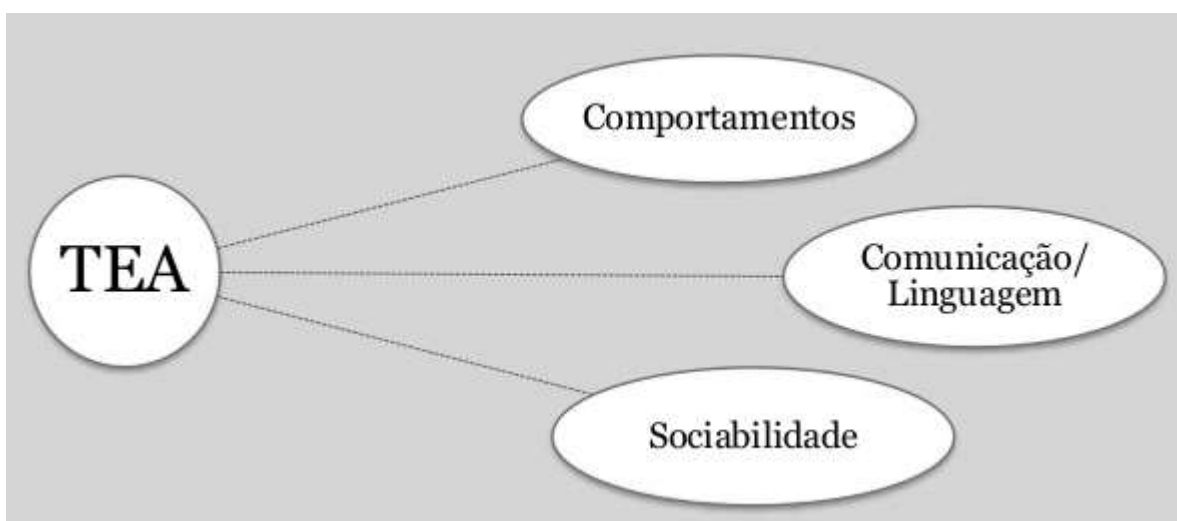 Comportamentos
TEA
Comunicação/
Linguagem
Sociabilidade